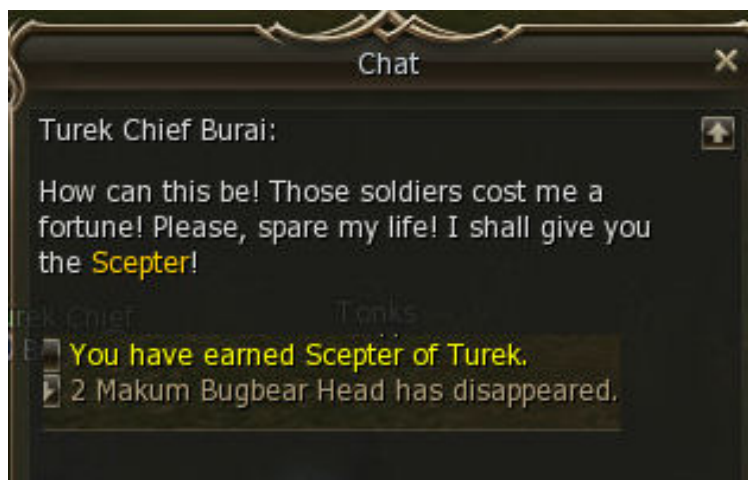 Chat
Turek Chief Burai:
How can this be! Those soldiers cost me a
fortune! Please, spare my life! I shall give you
the Scepter!
Tonks
You have earned Scepter of Turek.
2 Makum Bugbear Head has disappeared.